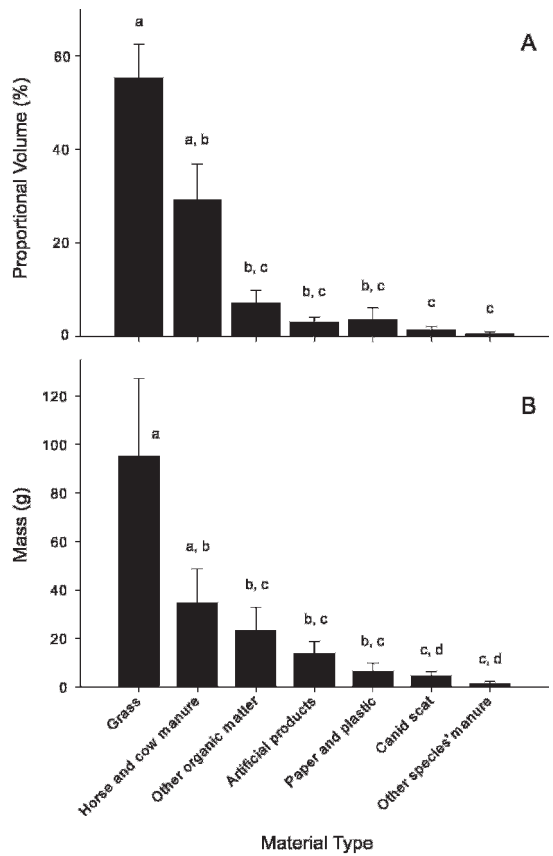 A
Proportional Volume (%)
60
40
20
0
a
a, b
b, c
b, c
b, c
c
c
B
Mass (g)
120
100
80
60
40
20
0
a
a, b
b, c
b, c
b, c
c, d
c, d
Grass
Horse and cow manure
Other organic matter
Artificial products
Paper and plastic
Canid scat
Other species' manure
Material Type